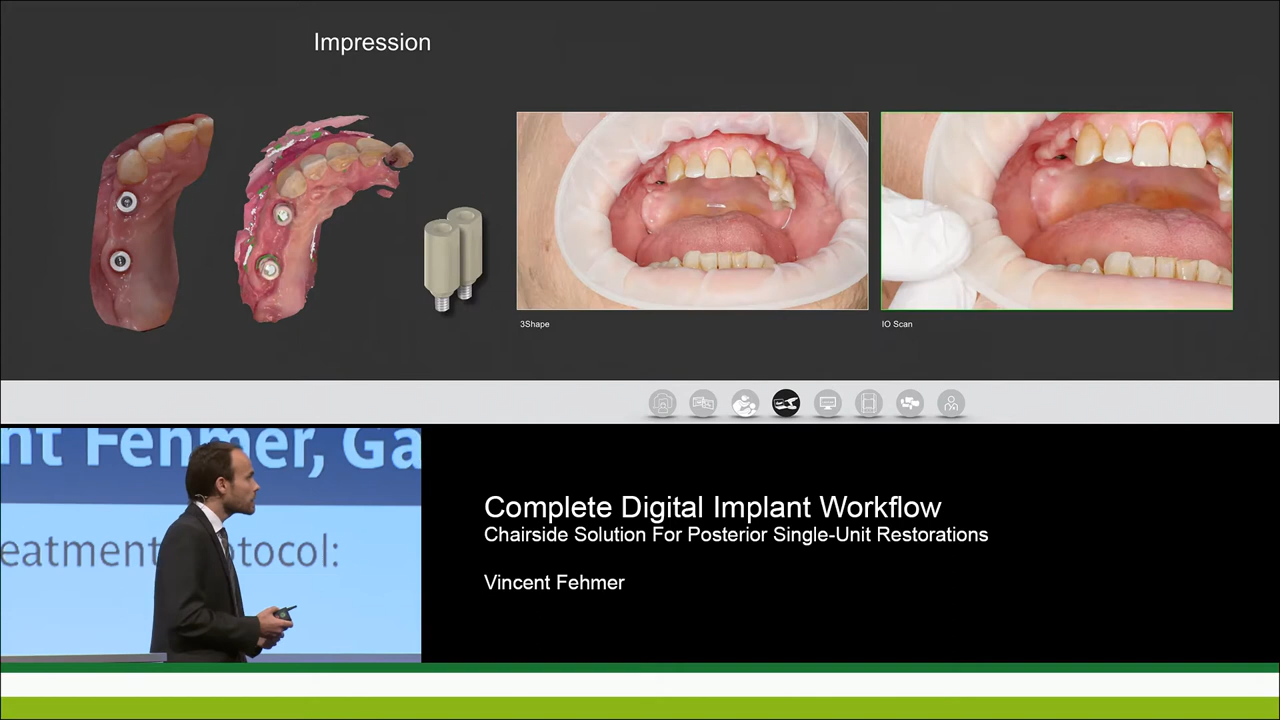 Impression
3Shape
IO Scan
nt Fehmer, Ga
eatment
tocol:
Complete Digital Implant Workflow
Chairside Solution For Posterior Single-Unit Restorations
Vincent Fehmer